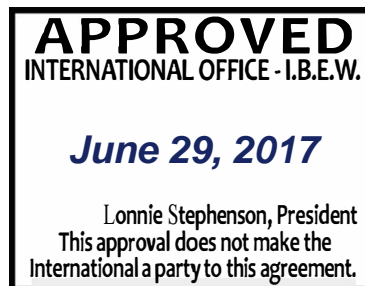 APPROVED
INTERNATIONAL OFFICE - I.B.E.W.
June 29, 2017
Lonnie Stephenson, President
This approval does not make the
International a party to this agreement.